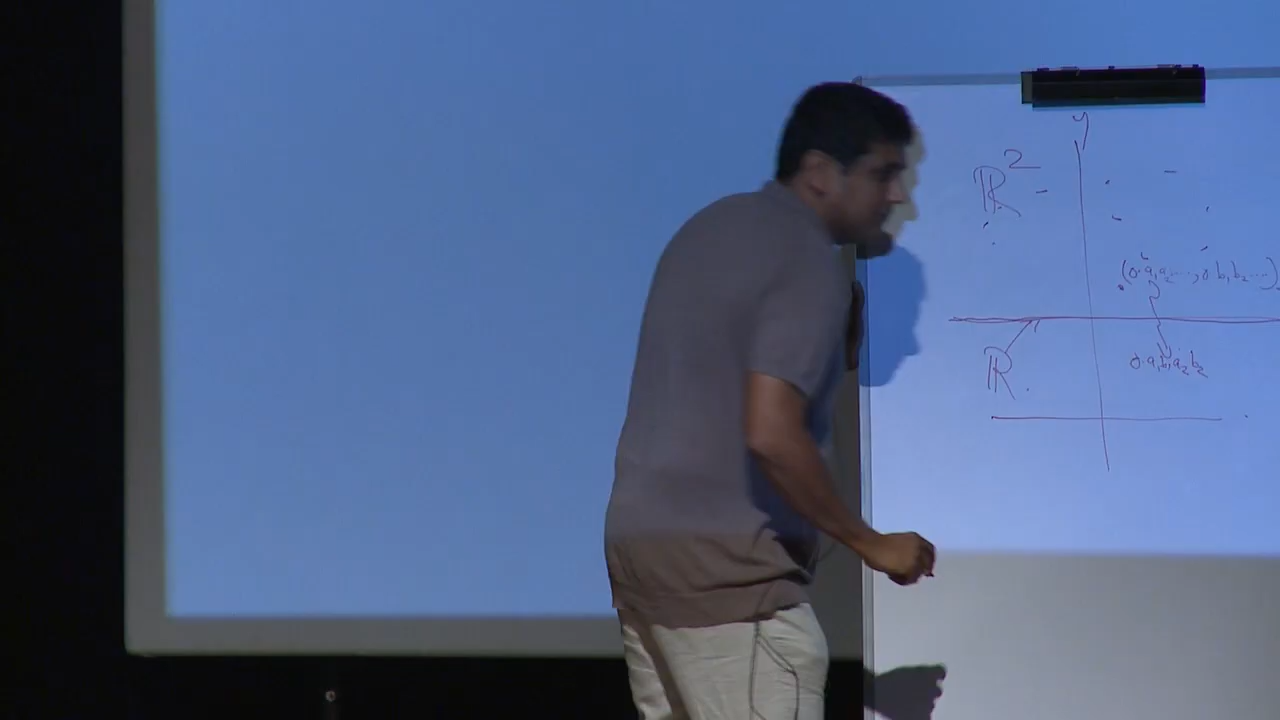 y
ℝ²
(0.a₁a₂...., 0.b₁b₂....)
ℝ
0.a₁b₁a₂b₂